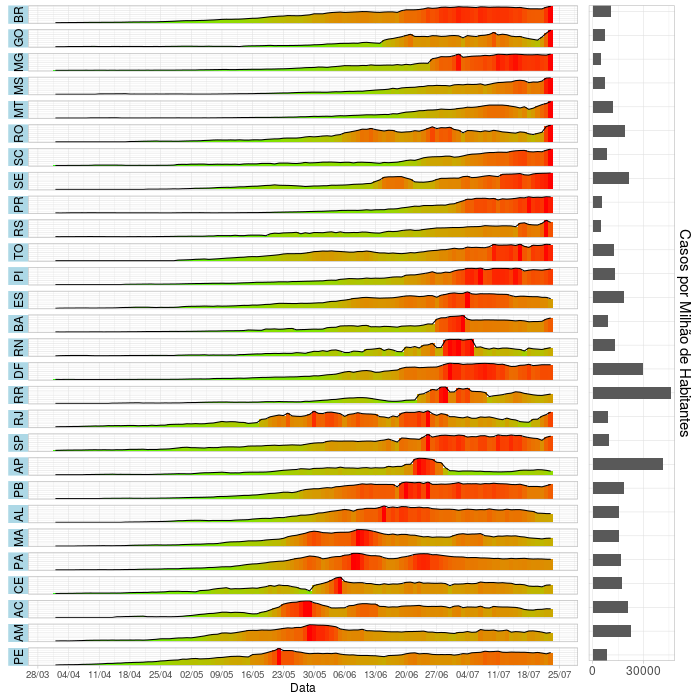 BR
GO
MG
MS
MT
RO
SC
SE
PR
RS
TO
PI
ES
BA
RN
DF
RR
RJ
SP
AP
PB
AL
MA
PA
CE
AC
AM
PE
28/03 04/04 11/04 18/04 25/04 02/05 09/05 16/05 23/05 30/05 06/06 13/06 20/06 27/06 04/07 11/07 18/07 25/07
Data
0 30000
Casos por Milhão de Habitantes